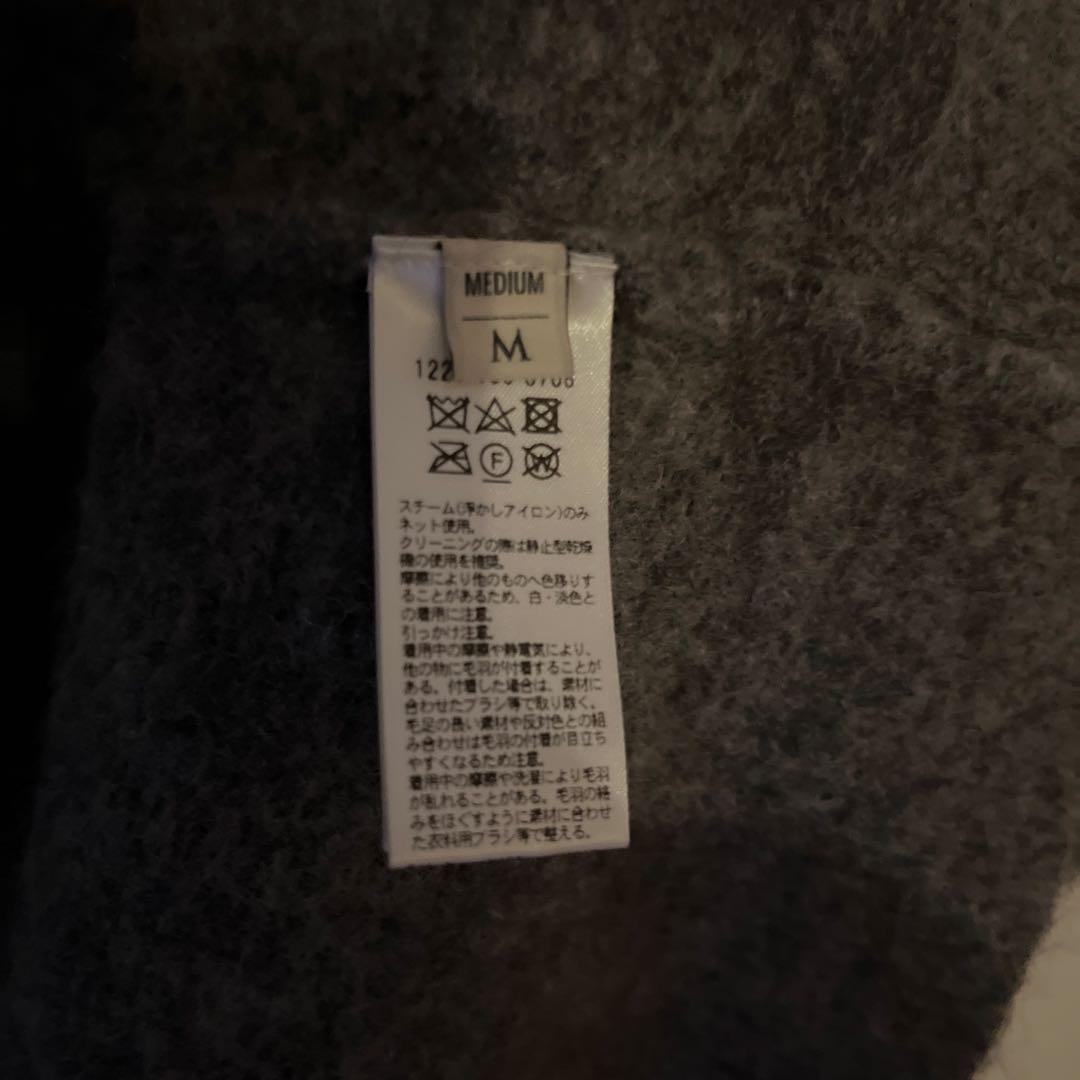 MEDIUM
M
122
0706
F
W
スチーム(浮かしアイロン)のみ
ネット使用。
クリーニングの際は静止型乾燥
機の使用を推奨。
摩擦により他のものへ色移りす
ることがあるため、白・淡色と
の着用に注意。
引っかけ注意。
着用中の摩擦や静電気により、
他の物に毛羽が付着することが
ある。付着した場合は、素材に
合わせたブラシ等で取り除く。
毛足の長い素材や反対色との組
み合わせは毛羽の付着が目立ち
やすくなるため注意。
着用中の摩擦や洗濯により毛羽
が乱れることがある。毛羽の絡
みをほぐすように素材に合わせ
た衣料用ブラシ等で整える。